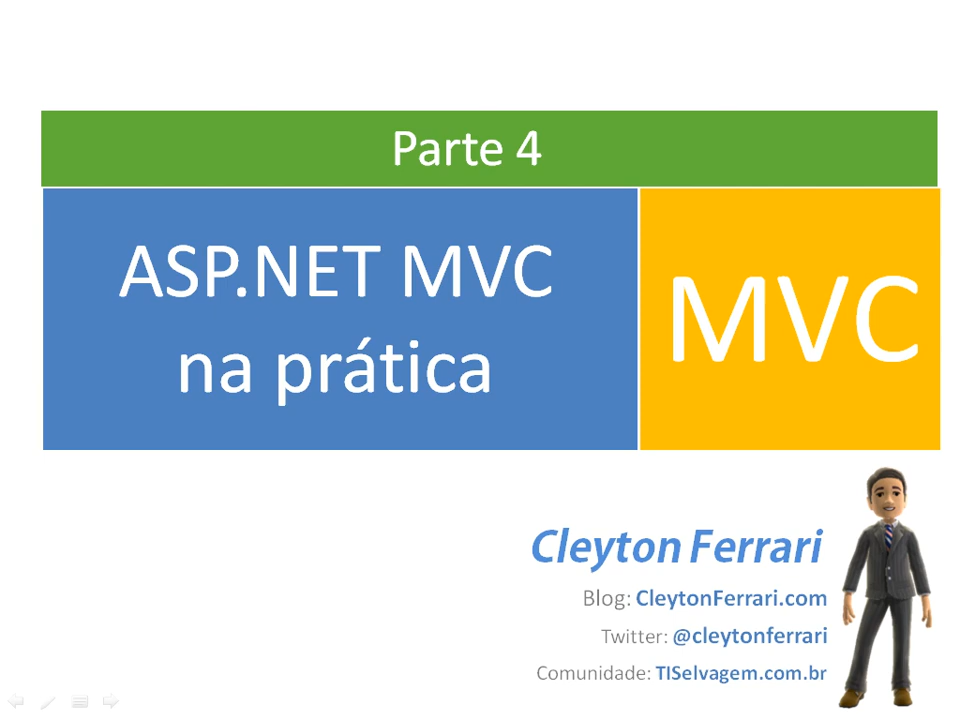 Parte 4
ASP.NET MVC
na prática
MVC
Cleyton Ferrari
Blog: CleytonFerrari.com
Twitter: @cleytonferrari
Comunidade: TISelvagem.com.br